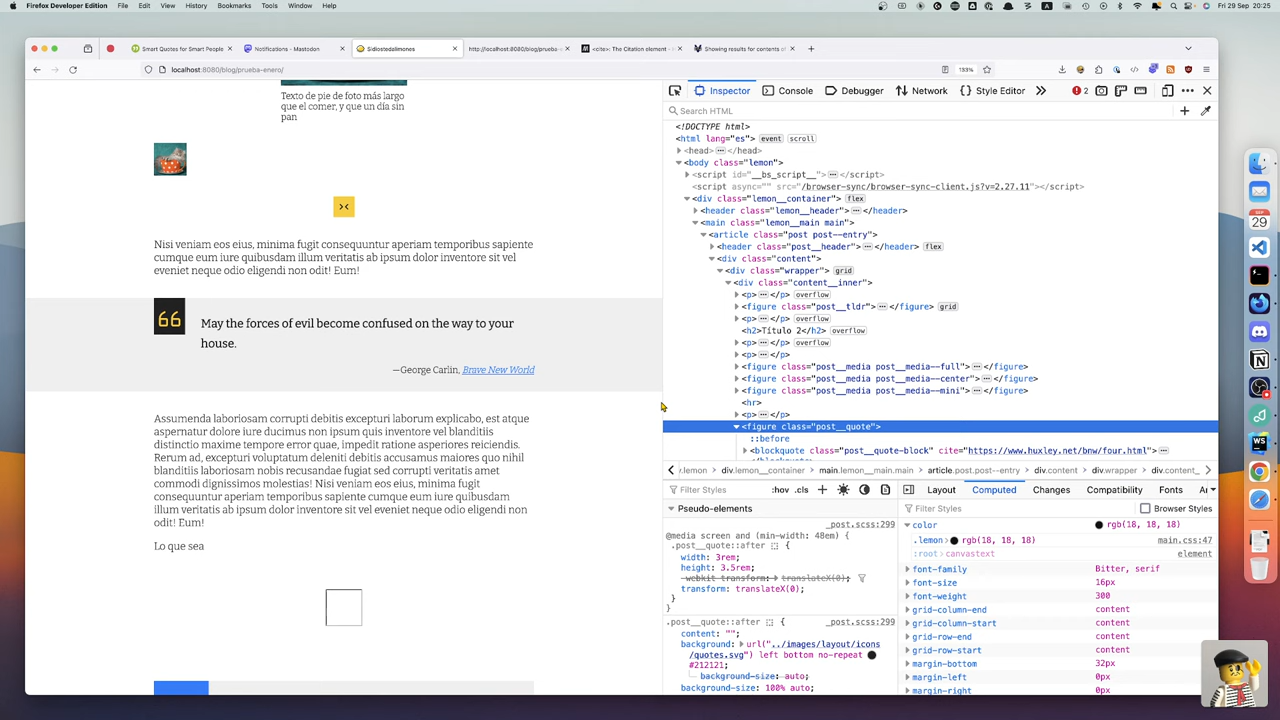 Firefox Developer Edition File Edit View History Bookmarks Tools Window Help Fri 29 Sep 20:25
Smart Quotes for Smart People Notifications - Mastodon Sidiostedalimones http://localhost:8080/blog/prueba- <cite>: The Citation element - Showing results for contents of
localhost:8080/blog/prueba-enero/ 133%
Texto de pie de foto más largo
que el comer, y que un día sin
pan
Nisi veniam eos eius, minima fugit consequuntur aperiam temporibus sapiente
cumque eum iure quibusdam illum veritatis ab ipsum dolor inventore sit vel
eveniet neque odio eligendi non odit! Eum!
May the forces of evil become confused on the way to your
house.
—George Carlin, Brave New World
Assumenda laboriosam corrupti debitis excepturi laborum explicabo, est atque
aspernatur dolore iure ducimus non ipsum quis inventore vel blanditiis
distinctio maxime tempore error quae, impedit ratione asperiores reiciendis.
Rerum ad, excepturi voluptatum deleniti debitis accusamus maiores quo nihil
blanditiis laboriosam nobis recusandae fugiat sed corrupti veritatis amet
commodi dignissimos molestias! Nisi veniam eos eius, minima fugit
consequuntur aperiam temporibus sapiente cumque eum iure quibusdam
illum veritatis ab ipsum dolor inventore sit vel eveniet neque odio eligendi non
odit! Eum!
Lo que sea
Inspector Console Debugger Network Style Editor 2
Search HTML
<!DOCTYPE html>
<html lang="es"> event scroll
<head> </head>
<body class="lemon">
<script id="__bs_script__"> </script>
<script async="" src="/browser-sync/browser-sync-client.js?v=2.27.11"></script>
<div class="lemon__container"> flex
<header class="lemon__header"> </header>
<main class="lemon__main main">
<article class="post post--entry">
<header class="post__header"> </header> flex
<div class="content">
<div class="wrapper"> grid
<div class="content__inner">
<p> </p> overflow
<figure class="post__tldr"> </figure> grid
<p> </p> overflow
<h2>Título 2</h2> overflow
<p> </p> overflow
<p> </p>
<figure class="post__media post__media--full"> </figure>
<figure class="post__media post__media--center"> </figure>
<figure class="post__media post__media--mini"> </figure>
<hr>
<p> </p>
<figure class="post__quote">
::before
<blockquote class="post__quote-block" cite="https://www.huxley.net/bnw/four.html">
.lemon div.lemon__container main.lemon__main.main article.post.post--entry div.content div.wrapper div.content_
Filter Styles :hov .cls
Layout Computed Changes Compatibility Fonts
Pseudo-elements
_post.scss:299
@media screen and (min-width: 48em) {
.post__quote::after {
width: 3rem;
height: 3.5rem;
-webkit-transform: translateX(0);
transform: translateX(0);
}
}
_post.scss:299
.post__quote::after {
content: "";
background: url("../images/layout/icons
/quotes.svg") left bottom no-repeat
#212121;
background-size: auto;
background-size: 100% auto;
Filter Styles Browser Styles
color rgb(18, 18, 18)
.lemon rgb(18, 18, 18) main.css:47
:root canvastext element
font-family Bitter, serif
font-size 16px
font-weight 300
grid-column-end content
grid-column-start content
grid-row-end content
grid-row-start content
margin-bottom 32px
margin-left 0px
margin-right 0px